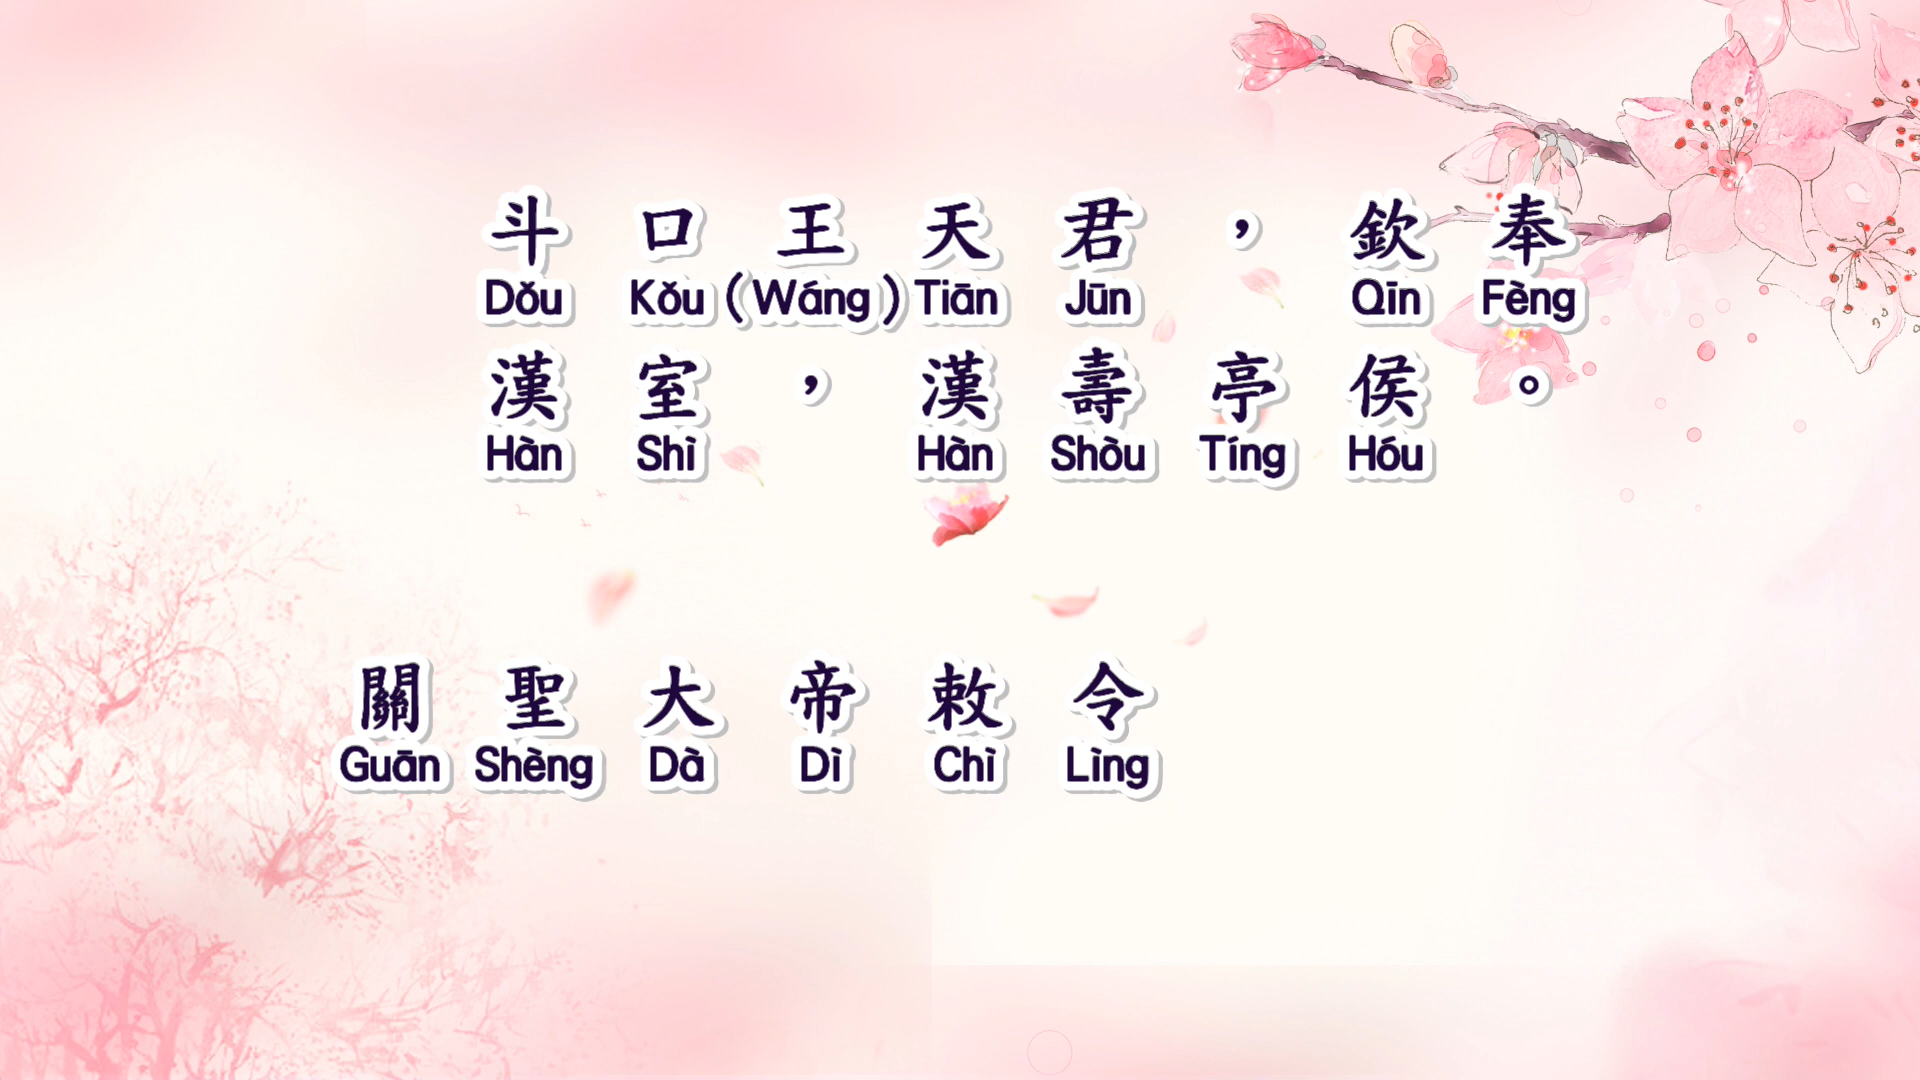 斗口王天君，欽奉
Dǒu Kǒu (Wáng) Tiān Jūn Qīn Fèng
漢室，漢壽亭侯。
Hàn Shì Hàn Shòu Tíng Hóu
關聖大帝敕令
Guān Shèng Dà Dì Chì Lìng